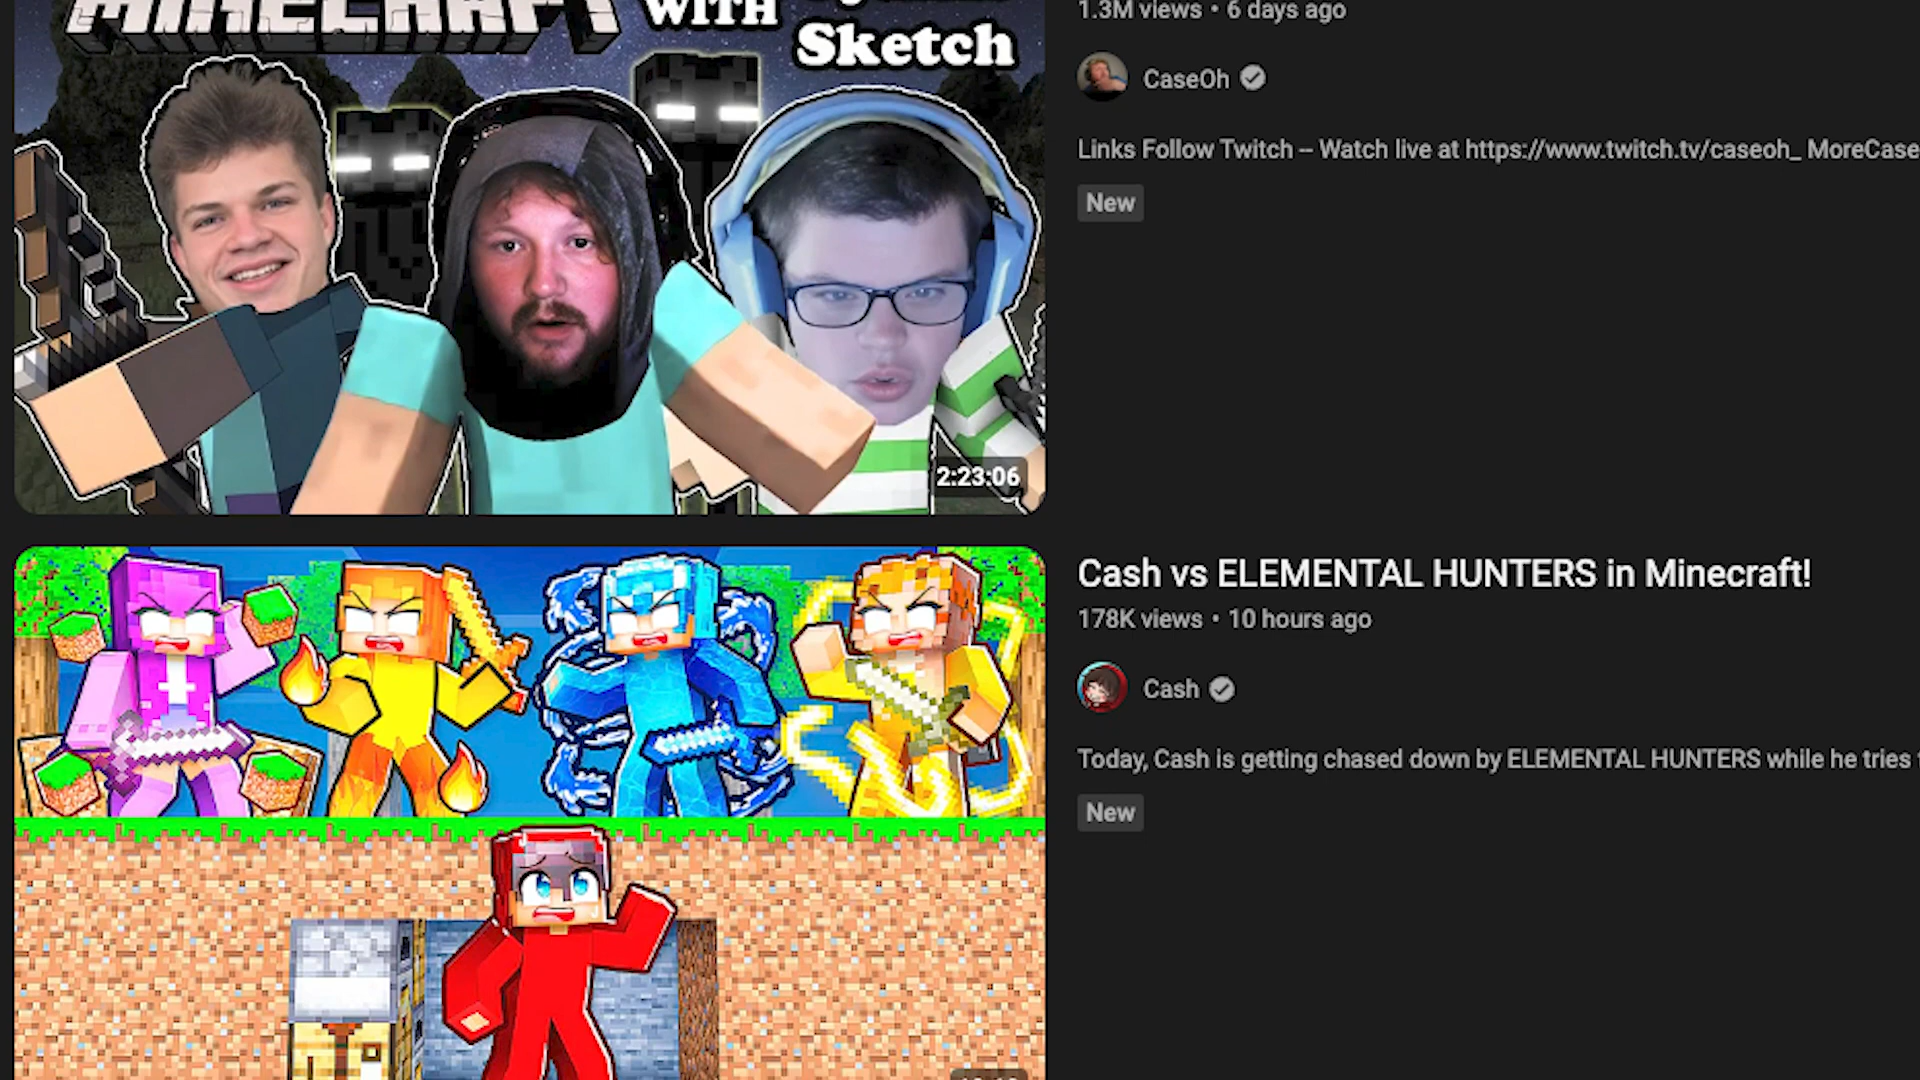 MINECRAFT WITH
Sketch
2:23:06
1.3M views • 6 days ago
CaseOh
Links Follow Twitch -- Watch live at https://www.twitch.tv/caseoh_ MoreCase
New
Cash vs ELEMENTAL HUNTERS in Minecraft!
178K views • 10 hours ago
Cash
Today, Cash is getting chased down by ELEMENTAL HUNTERS while he tries
New